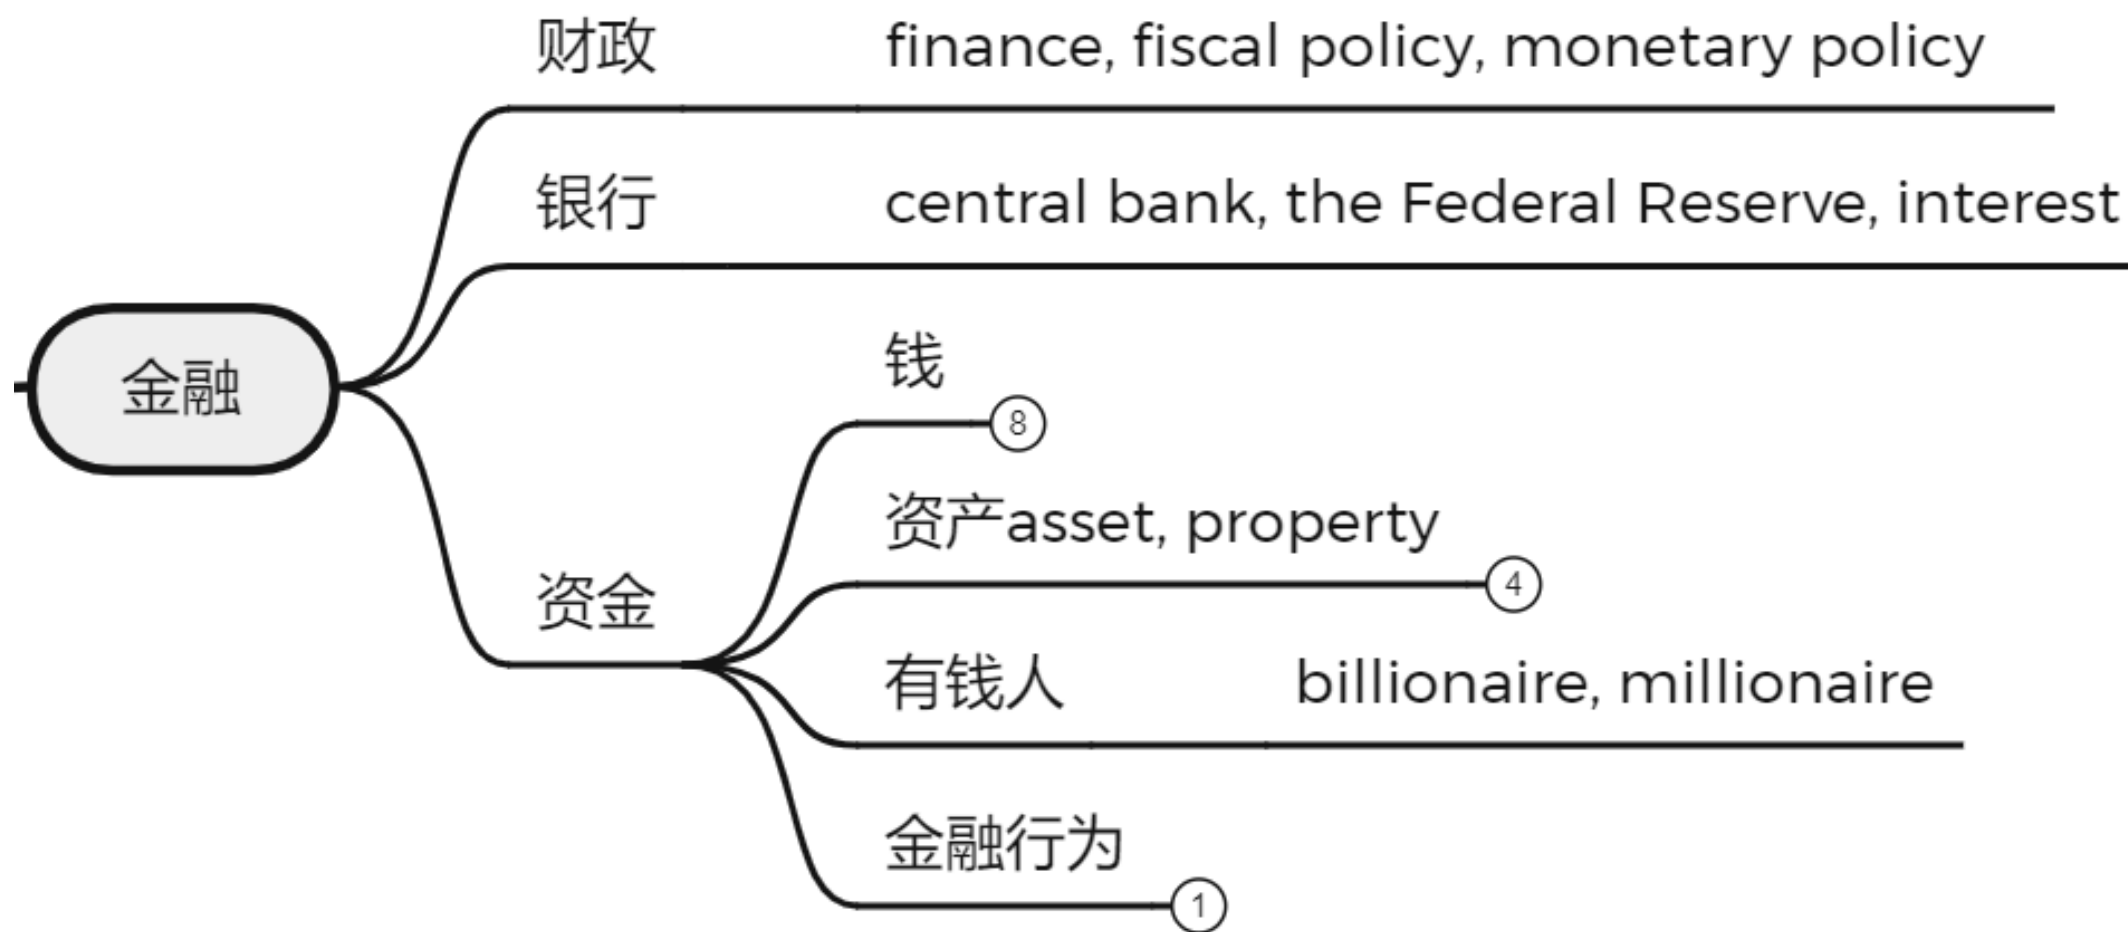 财政 finance, fiscal policy, monetary policy
银行 central bank, the Federal Reserve, interest
金融
钱
8
资产asset, property
4
资金
有钱人 billionaire, millionaire
金融行为
1